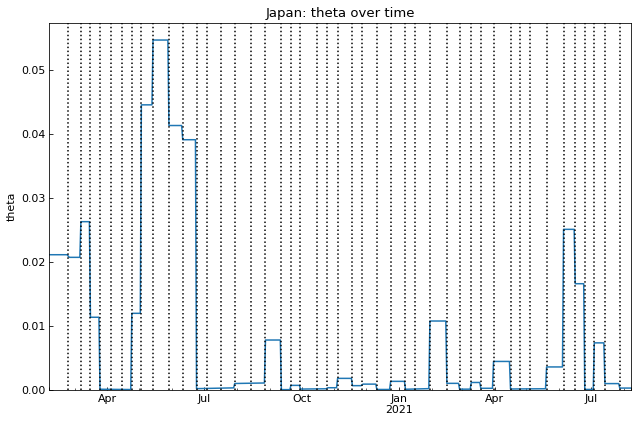 Japan: theta over time
theta
0.05
0.04
0.03
0.02
0.01
0.00
Apr
Jul
Oct
Jan
2021
Apr
Jul